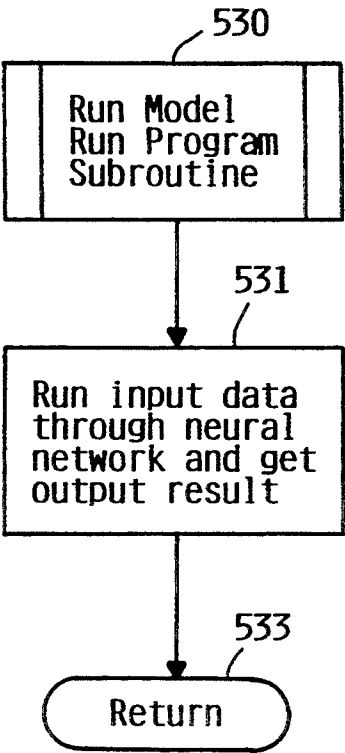 530
Run Model
Run Program
Subroutine
531
Run input data
through neural
network and get
output result
533
Return